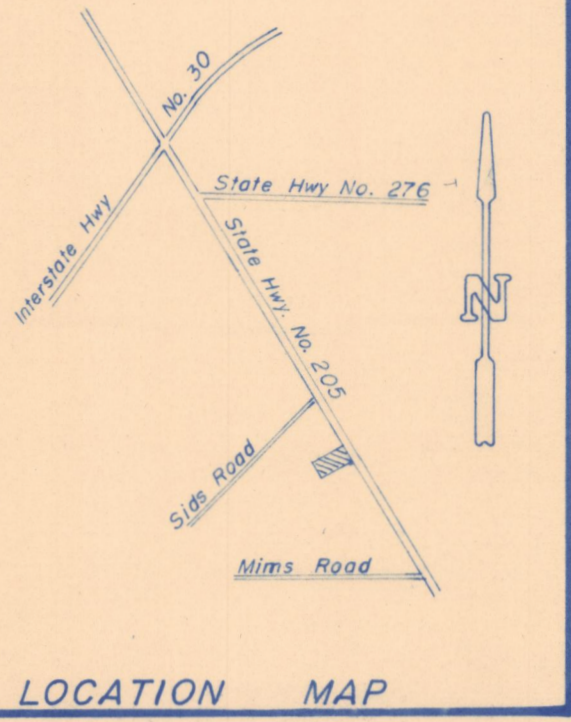 No. 30
Interstate Hwy
State Hwy No. 276
State Hwy. No. 205
N
Sids Road
Mims Road
LOCATION MAP